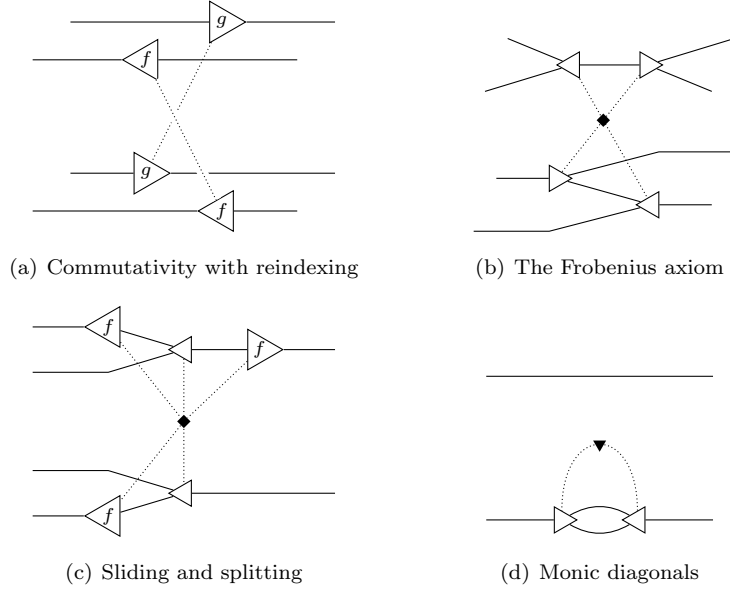 g
f
g
f
(a) Commutativity with reindexing
(b) The Frobenius axiom
f
f
f
(c) Sliding and splitting
(d) Monic diagonals